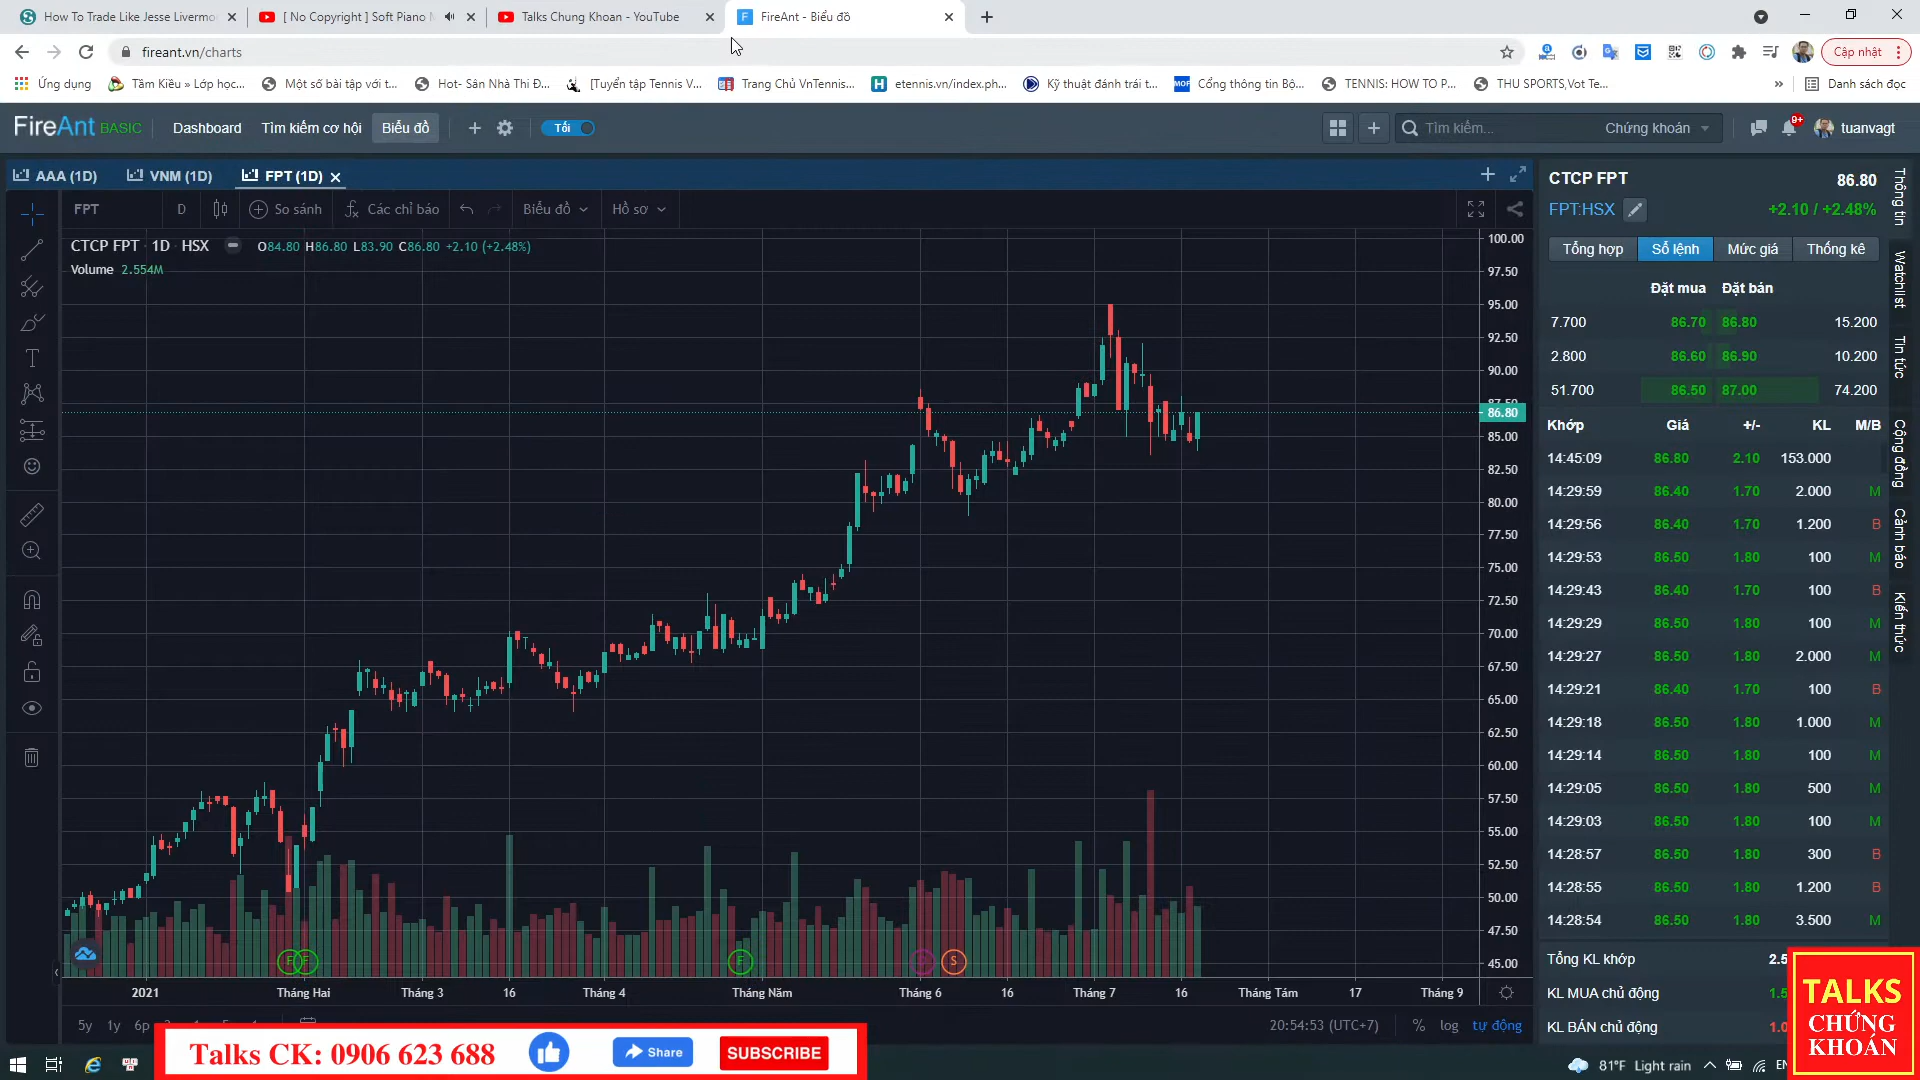 How To Trade Like Jesse Livermo
[ No Copyright ] Soft Piano
Talks Chung Khoan - YouTube
FireAnt - Biểu đồ
fireant.vn/charts
Cập nhật
Ứng dụng
Tầm Kiều » Lớp học...
Một số bài tập với t...
Hot- Sân Nhà Thi Đ...
[Tuyển tập Tennis V...
Trang Chủ VnTennis...
etennis.vn/index.ph...
Kỹ thuật đánh trái t...
Cổng thông tin Bộ...
TENNIS: HOW TO P...
THU SPORTS,Vot Te...
»
Danh sách đọc
FireAnt BASIC
Dashboard
Tìm kiếm cơ hội
Biểu đồ
Tối
Tìm kiếm...
Chứng khoán
9+
tuanvagt
AAA (1D)
VNM (1D)
FPT (1D)
FPT
D
So sánh
Các chỉ báo
Biểu đồ
Hồ sơ
CTCP FPT · 1D · HSX
O84.80 H86.80 L83.90 C86.80 +2.10 (+2.48%)
Volume 2.554M
100.00
97.50
95.00
92.50
90.00
87.50
86.80
85.00
82.50
80.00
77.50
75.00
72.50
70.00
67.50
65.00
62.50
60.00
57.50
55.00
52.50
50.00
47.50
45.00
F
F
F
S
2021
Tháng Hai
Tháng 3
16
Tháng 4
Tháng Năm
Tháng 6
16
Tháng 7
16
Tháng Tám
17
Tháng 9
5y 1y 6p
20:54:53 (UTC+7)
%
log
tự động
CTCP FPT
86.80
FPT:HSX
+2.10 / +2.48%
Tổng hợp
Sổ lệnh
Mức giá
Thống kê
Đặt mua Đặt bán
7.700 86.70 86.80 15.200
2.800 86.60 86.90 10.200
51.700 86.50 87.00 74.200
Khớp Giá +/- KL M/B
14:45:09 86.80 2.10 153.000
14:29:59 86.40 1.70 2.000 M
14:29:56 86.40 1.70 1.200 B
14:29:53 86.50 1.80 100 M
14:29:43 86.40 1.70 100 B
14:29:29 86.50 1.80 100 M
14:29:27 86.50 1.80 2.000 M
14:29:21 86.40 1.70 100 B
14:29:18 86.50 1.80 1.000 M
14:29:14 86.50 1.80 100 M
14:29:05 86.50 1.80 500 M
14:29:03 86.50 1.80 100 M
14:28:57 86.50 1.80 300 B
14:28:55 86.50 1.80 1.200 B
14:28:54 86.50 1.80 3.500 M
Tổng KL khớp 2.5
KL MUA chủ động 1.5
KL BÁN chủ động 1.0
Thông tin
Watchlist
Tin tức
Cộng đồng
Cảnh báo
Kiến thức
TALKS
CHỨNG
KHOÁN
Talks CK: 0906 623 688
Share
SUBSCRIBE
81°F Light rain